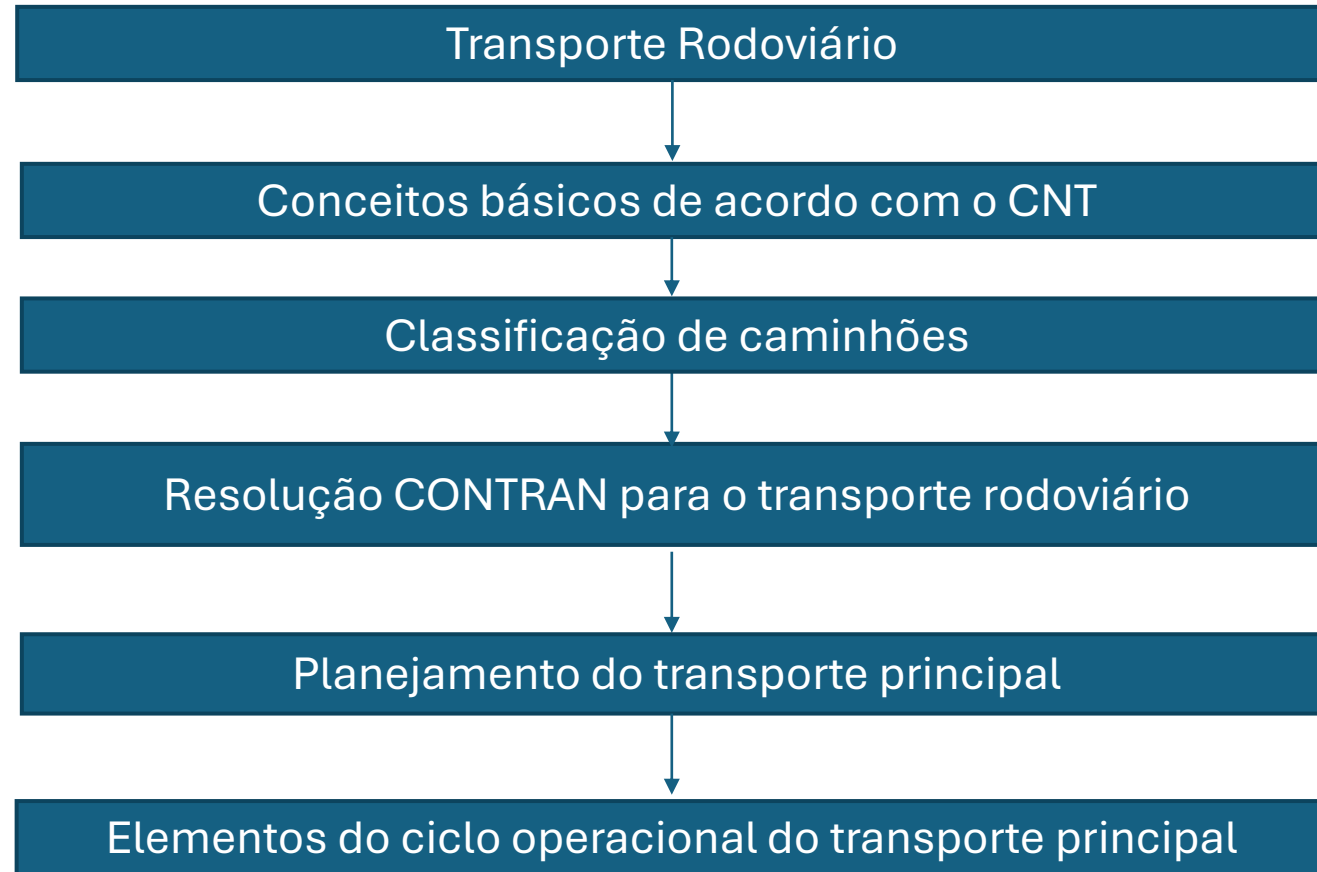 Transporte Rodoviário
Conceitos básicos de acordo com o CNT
Classificação de caminhões
Resolução CONTRAN para o transporte rodoviário
Planejamento do transporte principal
Elementos do ciclo operacional do transporte principal